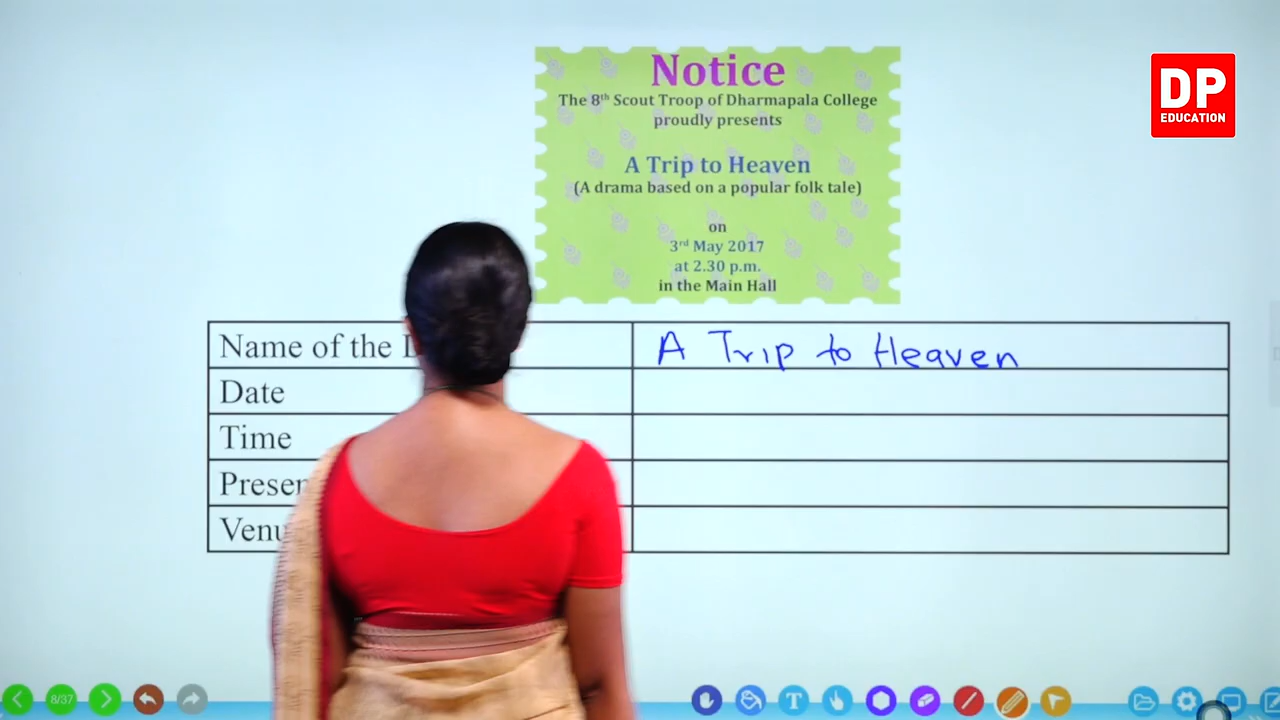 Notice
The 8th Scout Troop of Dharmapala College
proudly presents
A Trip to Heaven
(A drama based on a popular folk tale)
on
3rd May 2017
at 2.30 p.m.
in the Main Hall
DP
EDUCATION
Name of the
A Trip to Heaven
Date
Time
8/37
T